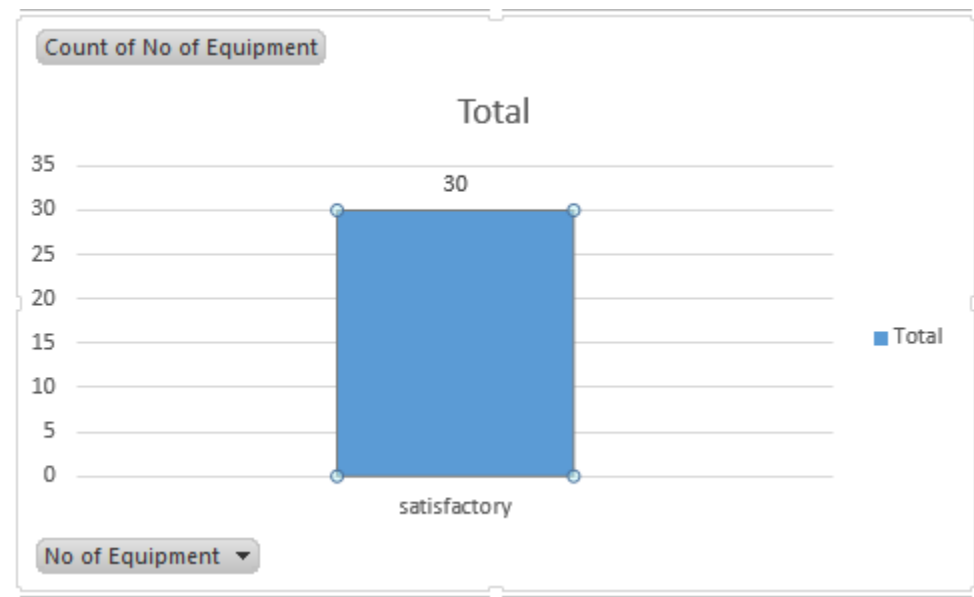 Count of No of Equipment
Total
35
30
30
25
20
15
Total
10
5
0
satisfactory
No of Equipment